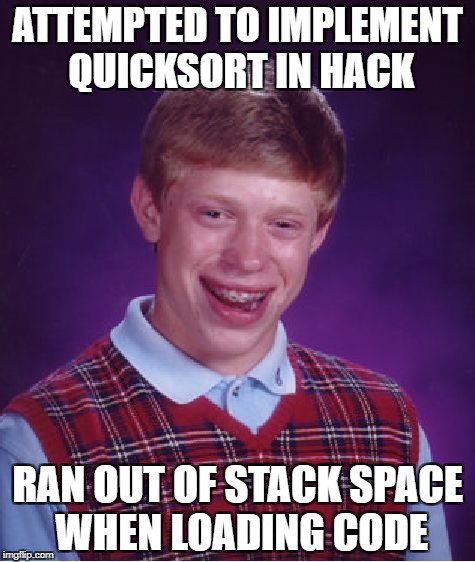 ATTEMPTED TO IMPLEMENT
QUICKSORT IN HACK
RAN OUT OF STACK SPACE
WHEN LOADING CODE
imgflip.com